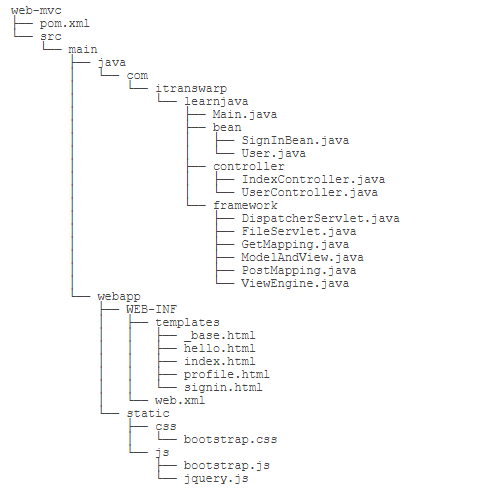 web-mvc
├── pom.xml
└── src
    └── main
        ├── java
        │   └── com
        │       └── itranswarp
        │           └── learnjava
        │               ├── Main.java
        │               ├── bean
        │               │   ├── SignInBean.java
        │               │   └── User.java
        │               ├── controller
        │               │   ├── IndexController.java
        │               │   └── UserController.java
        │               └── framework
        │                   ├── DispatcherServlet.java
        │                   ├── FileServlet.java
        │                   ├── GetMapping.java
        │                   ├── ModelAndView.java
        │                   ├── PostMapping.java
        │                   └── ViewEngine.java
        └── webapp
            ├── WEB-INF
            │   ├── templates
            │   │   ├── _base.html
            │   │   ├── hello.html
            │   │   ├── index.html
            │   │   ├── profile.html
            │   │   └── signin.html
            │   └── web.xml
            └── static
                ├── css
                │   └── bootstrap.css
                └── js
                    ├── bootstrap.js
                    └── jquery.js